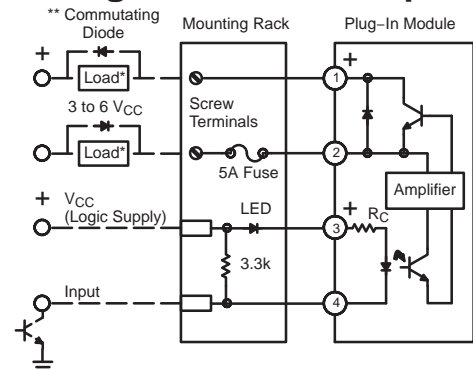 ** Commutating
Diode
Mounting Rack
Plug-In Module
+
Load*
3 to 6 VCC
Load*
Screw
Terminals
5A Fuse
1
+
2
Amplifier
+
VCC
(Logic Supply)
LED
3
+
RC
3.3k
Input
4